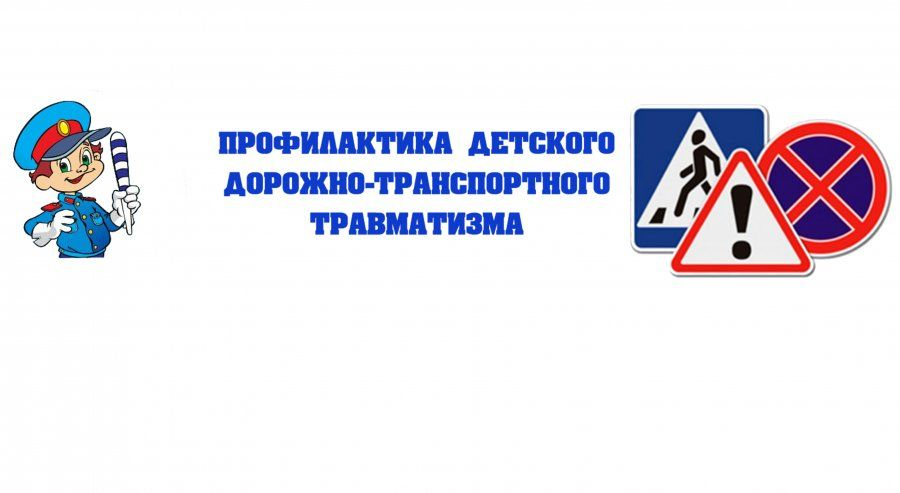 ПРОФИЛАКТИКА ДЕТСКОГО
ДОРОЖНО-ТРАНСПОРТНОГО
ТРАВМАТИЗМА